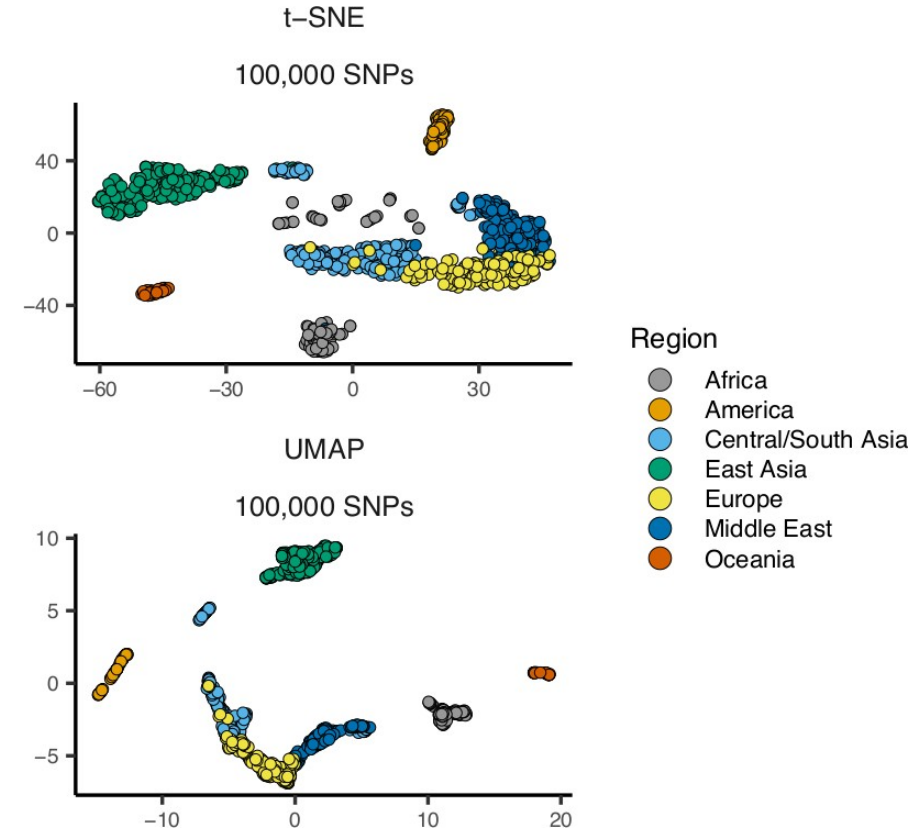 t−SNE
100,000 SNPs
40
0
−40
−60
−30
0
30
UMAP
100,000 SNPs
10
5
0
−5
−10
0
10
20
Region
Africa
America
Central/South Asia
East Asia
Europe
Middle East
Oceania